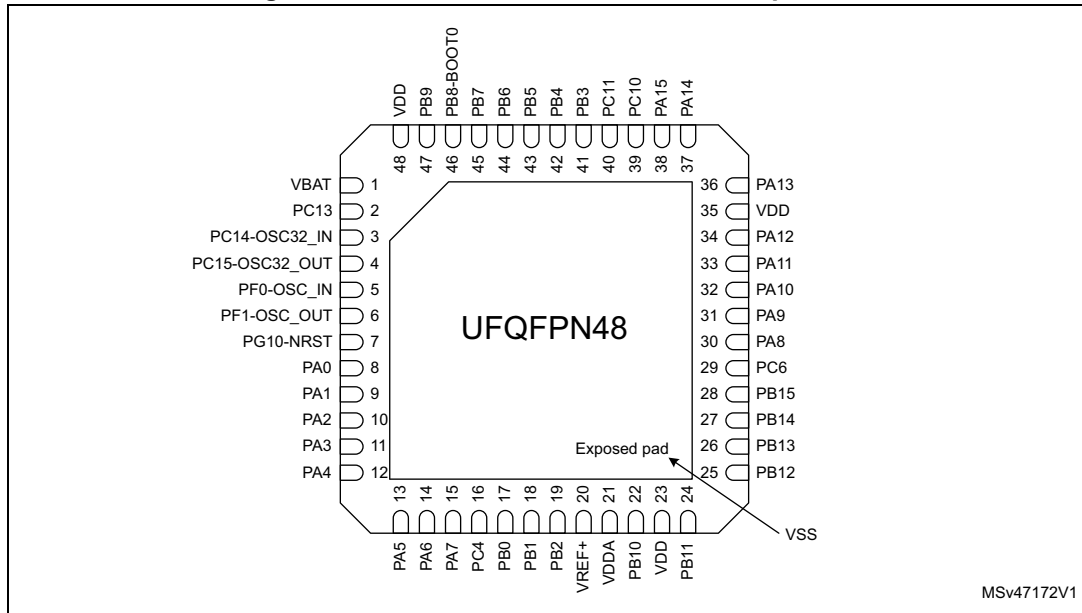 VDD
PB9
PB8-BOOT0
PB7
PB6
PB5
PB4
PB3
PC11
PC10
PA15
PA14
48
47
46
45
44
43
42
41
40
39
38
37
VBAT 1
PC13 2
PC14-OSC32_IN 3
PC15-OSC32_OUT 4
PF0-OSC_IN 5
PF1-OSC_OUT 6
PG10-NRST 7
PA0 8
PA1 9
PA2 10
PA3 11
PA4 12
UFQFPN48
Exposed pad
36 PA13
35 VDD
34 PA12
33 PA11
32 PA10
31 PA9
30 PA8
29 PC6
28 PB15
27 PB14
26 PB13
25 PB12
13
14
15
16
17
18
19
20
21
22
23
24
PA5
PA6
PA7
PC4
PB0
PB1
PB2
VREF+
VDDA
PB10
VDD
PB11
VSS
MSv47172V1